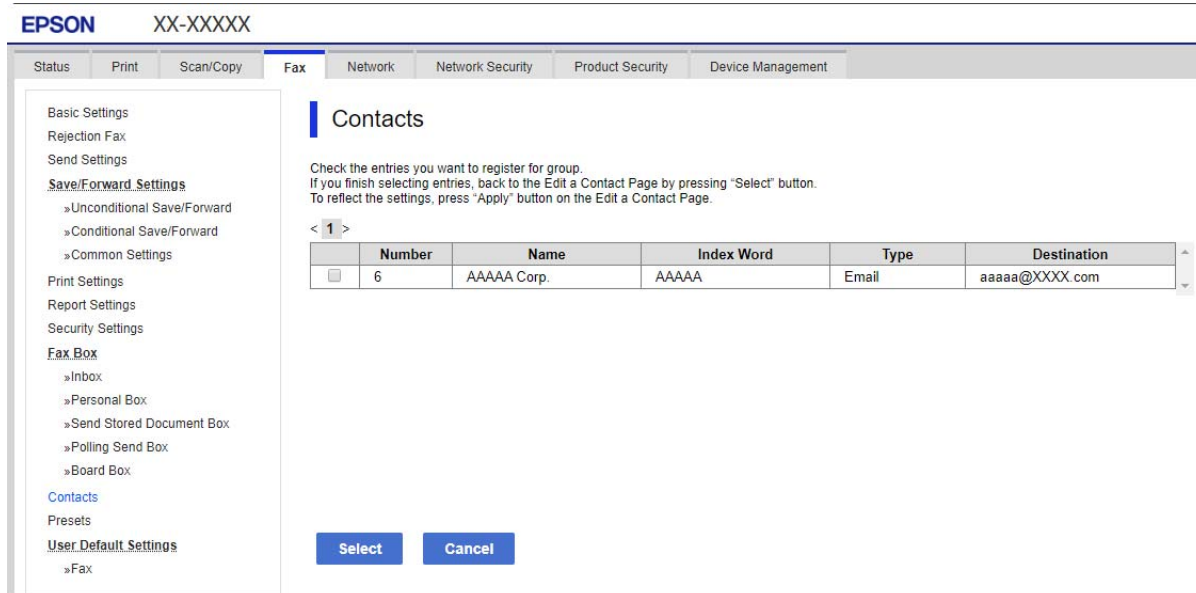 EPSON XX-XXXXX
Status Print Scan/Copy Fax Network Network Security Product Security Device Management
Basic Settings
Rejection Fax
Send Settings
Save/Forward Settings
»Unconditional Save/Forward
»Conditional Save/Forward
»Common Settings
Print Settings
Report Settings
Security Settings
Fax Box
»Inbox
»Personal Box
»Send Stored Document Box
»Polling Send Box
»Board Box
Contacts
Presets
User Default Settings
»Fax
Contacts
Check the entries you want to register for group.
If you finish selecting entries, back to the Edit a Contact Page by pressing “Select” button.
To reflect the settings, press “Apply” button on the Edit a Contact Page.
< 1 >
Number Name Index Word Type Destination
6 AAAAA Corp. AAAAA Email aaaaa@XXXX.com
Select Cancel